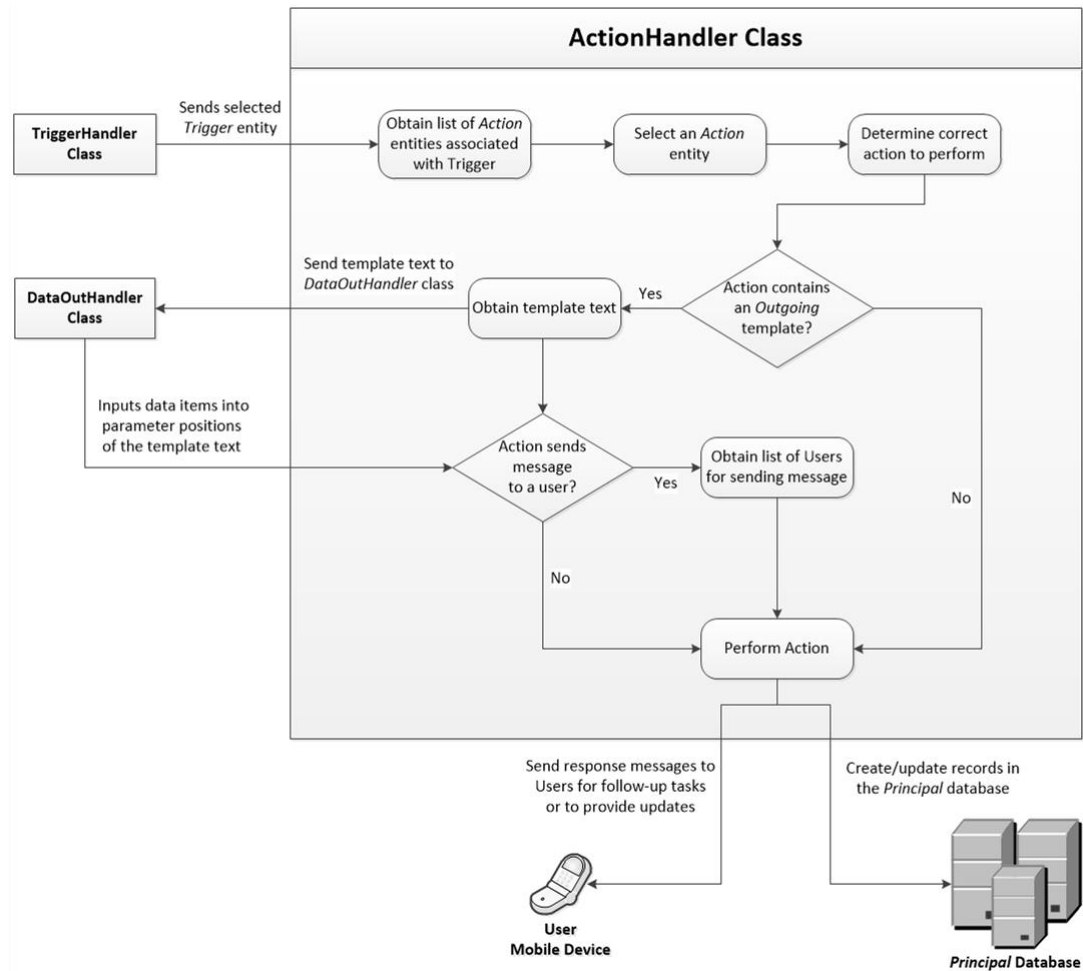 ActionHandler Class
Sends selected
Trigger entity
TriggerHandler
Class
Obtain list of Action
entities associated
with Trigger
Select an Action
entity
Determine correct
action to perform
Send template text to
DataOutHandler class
DataOutHandler
Class
Obtain template text
Yes
Action contains
an Outgoing
template?
Inputs data items into
parameter positions
of the template text
Action sends
message
to a user?
Yes
Obtain list of Users
for sending message
No
No
Perform Action
Send response messages to
Users for follow-up tasks
or to provide updates
Create/update records in
the Principal database
User
Mobile Device
Principal Database